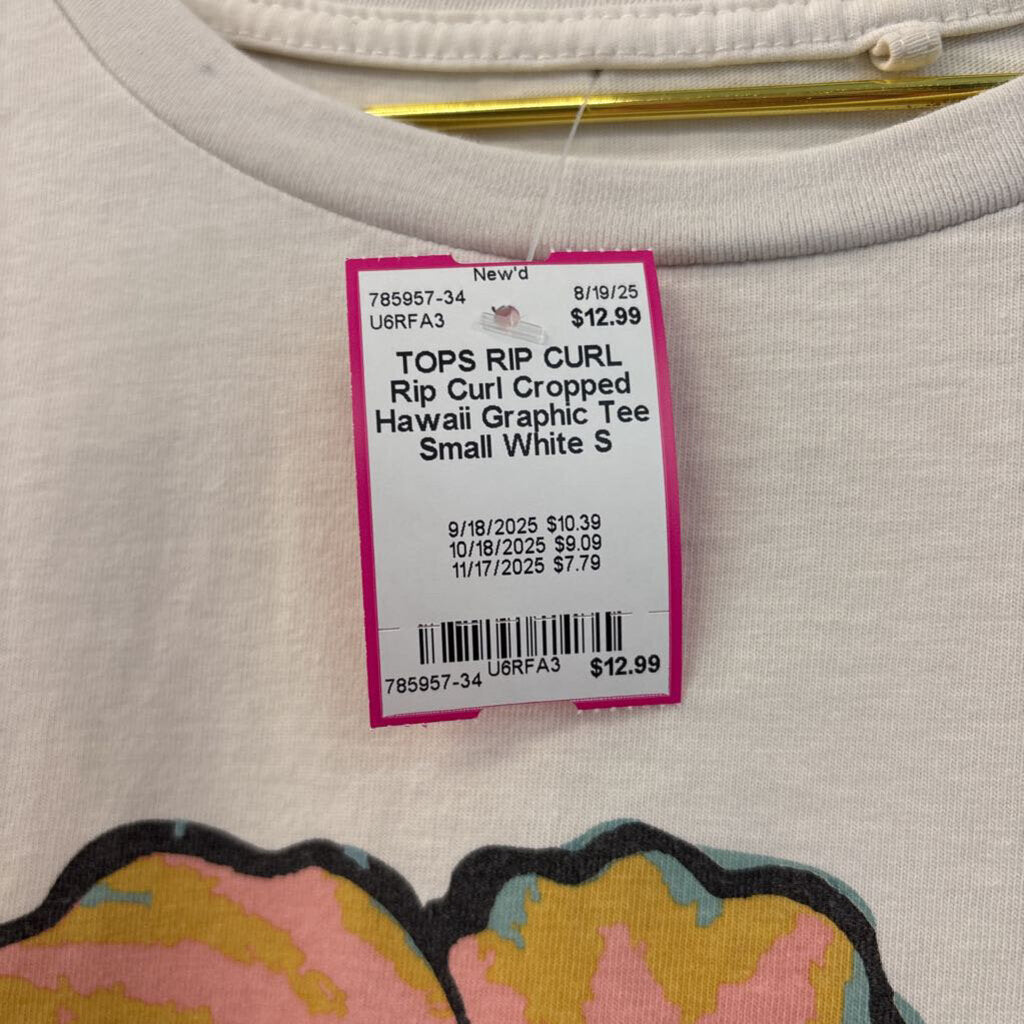 New'd
785957-34 8/19/25
U6RFA3 $12.99
TOPS RIP CURL
Rip Curl Cropped
Hawaii Graphic Tee
Small White S
9/18/2025 $10.39
10/18/2025 $9.09
11/17/2025 $7.79
785957-34 U6RFA3 $12.99